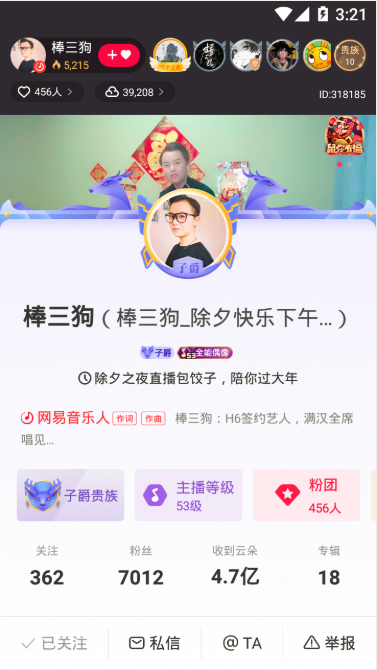 3:21
棒三狗
5,215
贵族
10
456人
39,208
ID:318185
子爵
棒三狗（棒三狗_除夕快乐下午...）
子爵
53 全能偶像
除夕之夜直播包饺子，陪你过大年
网易音乐人 作词 作曲 棒三狗：H6签约艺人，满汉全席
唱见...
子爵贵族
主播等级
53级
粉团
456人
关注
粉丝
收到云朵
专辑
362
7012
4.7亿
18
已关注
私信
@ TA
举报